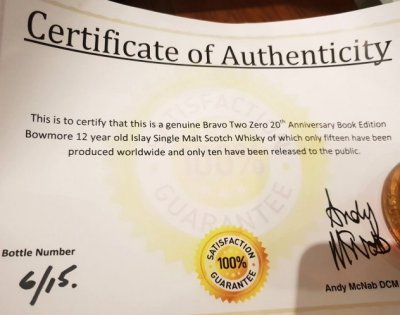 Certificate of Authenticity
This is to certify that this is a genuine Bravo Two Zero 20th Anniversary Book Edition
Bowmore 12 year old Islay Single Malt Scotch Whisky of which only fifteen have been
produced worldwide and only ten have been released to the public.
SATISFACTION
GUARANTEE
Bottle Number
6/15.
SATISFACTION
100%
GUARANTEE
Andy
McNab
Andy McNab DCM